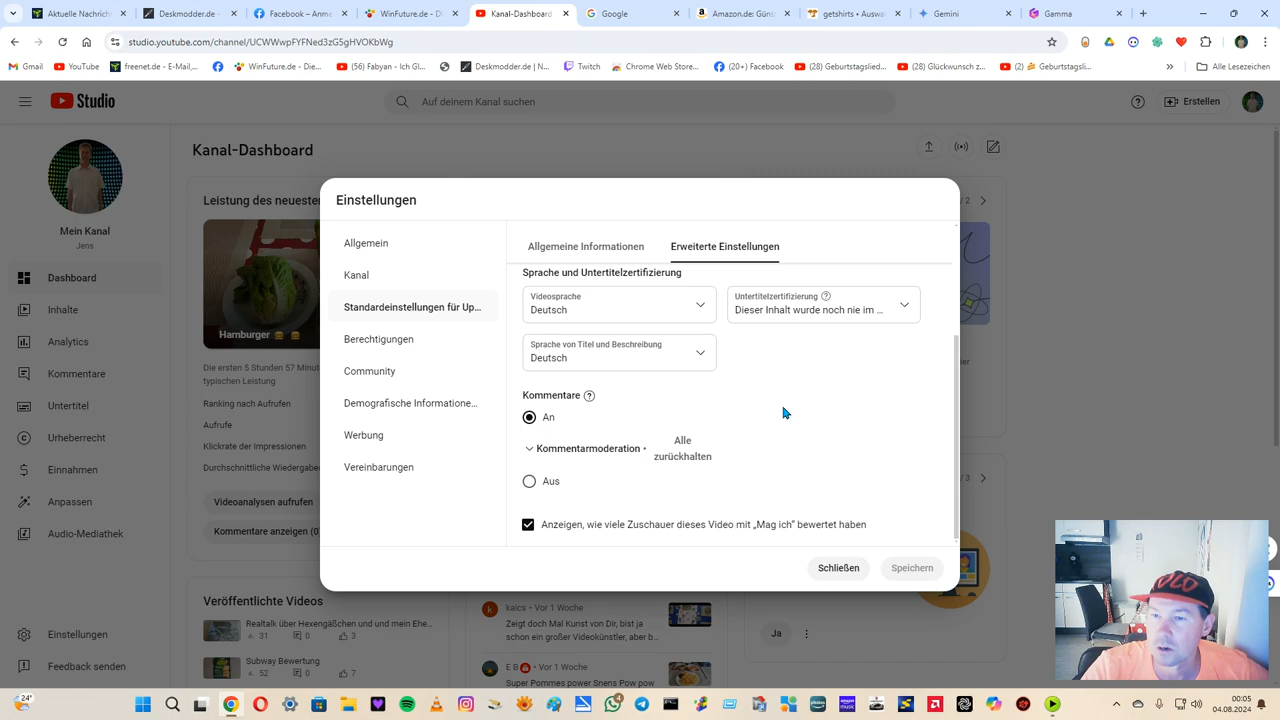 Aktuelle Nach
Deskmodder.d
Facebook – Anme
WinFuture.de - D
Kanal-Dashboard
Google
Amazon.de: Gün
getshirts • Auswa
Gemini
Gamma
studio.youtube.com/channel/UCWWwpFYFNed3zG5gHVOKbWg
Gmail
YouTube
freenet.de - E-Mail,...
WinFuture.de - Die...
(56) Fabyan - Ich Gl...
Deskmodder.de | N...
Twitch
Chrome Web Store...
(20+) Facebook
(28) Geburtstagslied...
(28) Glückwunsch z...
(2) Geburtstagsli...
»
Alle Lesezeichen
Studio
Auf deinem Kanal suchen
Erstellen
Kanal-Dashboard
Mein Kanal
Jens
Dashboard
Inhalte
Analytics
Kommentare
Untertitel
Urheberrecht
Einnahmen
Anpassen
Audio-Mediathek
Einstellungen
Feedback senden
Leistung des neuesten
Hamburger
Die ersten 5 Stunden 57 Minut
typischen Leistung
Ranking nach Aufrufen
Aufrufe
Klickrate der Impressionen
Durchschnittliche Wiedergabe
Videoanalysen aufrufen
Kommentare anzeigen (0)
Veröffentlichte Videos
Realtalk über Hexengäßchen und und mein Ehe...
31 0 3
Subway Bewertung
52 0 7
Einstellungen
Allgemein
Kanal
Standardeinstellungen für Up...
Berechtigungen
Community
Demografische Informatione...
Werbung
Vereinbarungen
Allgemeine Informationen
Erweiterte Einstellungen
Sprache und Untertitelzertifizierung
Videosprache
Deutsch
Untertitelzertifizierung
Dieser Inhalt wurde noch nie im ...
Sprache von Titel und Beschreibung
Deutsch
Kommentare
An
Kommentarmoderation •
Alle
zurückhalten
Aus
Anzeigen, wie viele Zuschauer dieses Video mit „Mag ich“ bewertet haben
Schließen
Speichern
kaics • Vor 1 Woche
Zeigt doch Mal Kunst von Dir, bist ja
schon ein großer Videokünstler, aber b...
E B • Vor 1 Woche
Super Pommes power Snens Pow pow
/ 2
/ 3
Ja
24°
4
00:05
04.08.2024